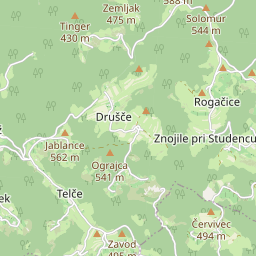 Zemljak
475 m
Tinger
430 m
Solomur
544 m
Rogačice
Drušče
Znojile pri Studencu
Jablance
562 m
Ograjca
541 m
Telče
Červivec
494 m
Zavod